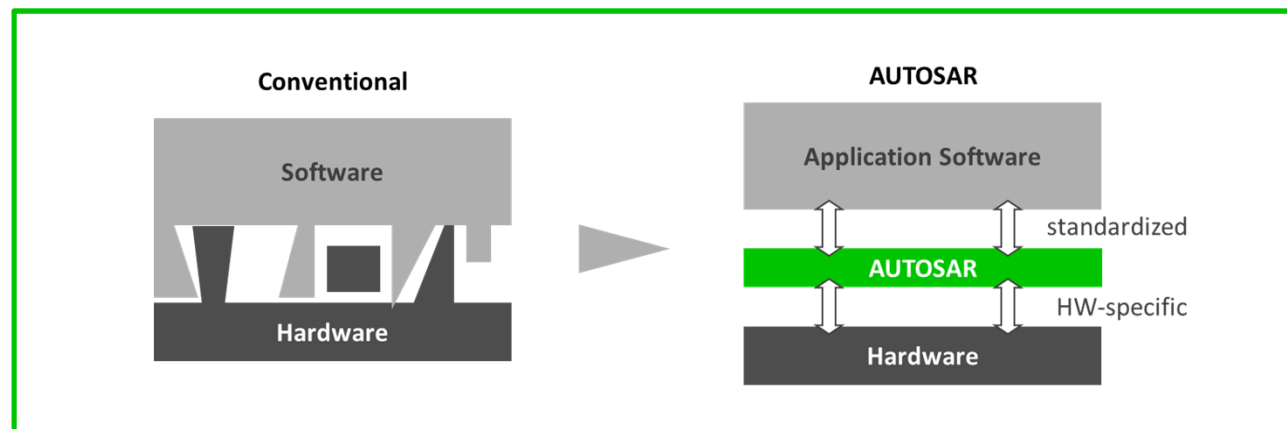 Conventional
Software
Hardware
AUTOSAR
Application Software
standardized
AUTOSAR
HW-specific
Hardware